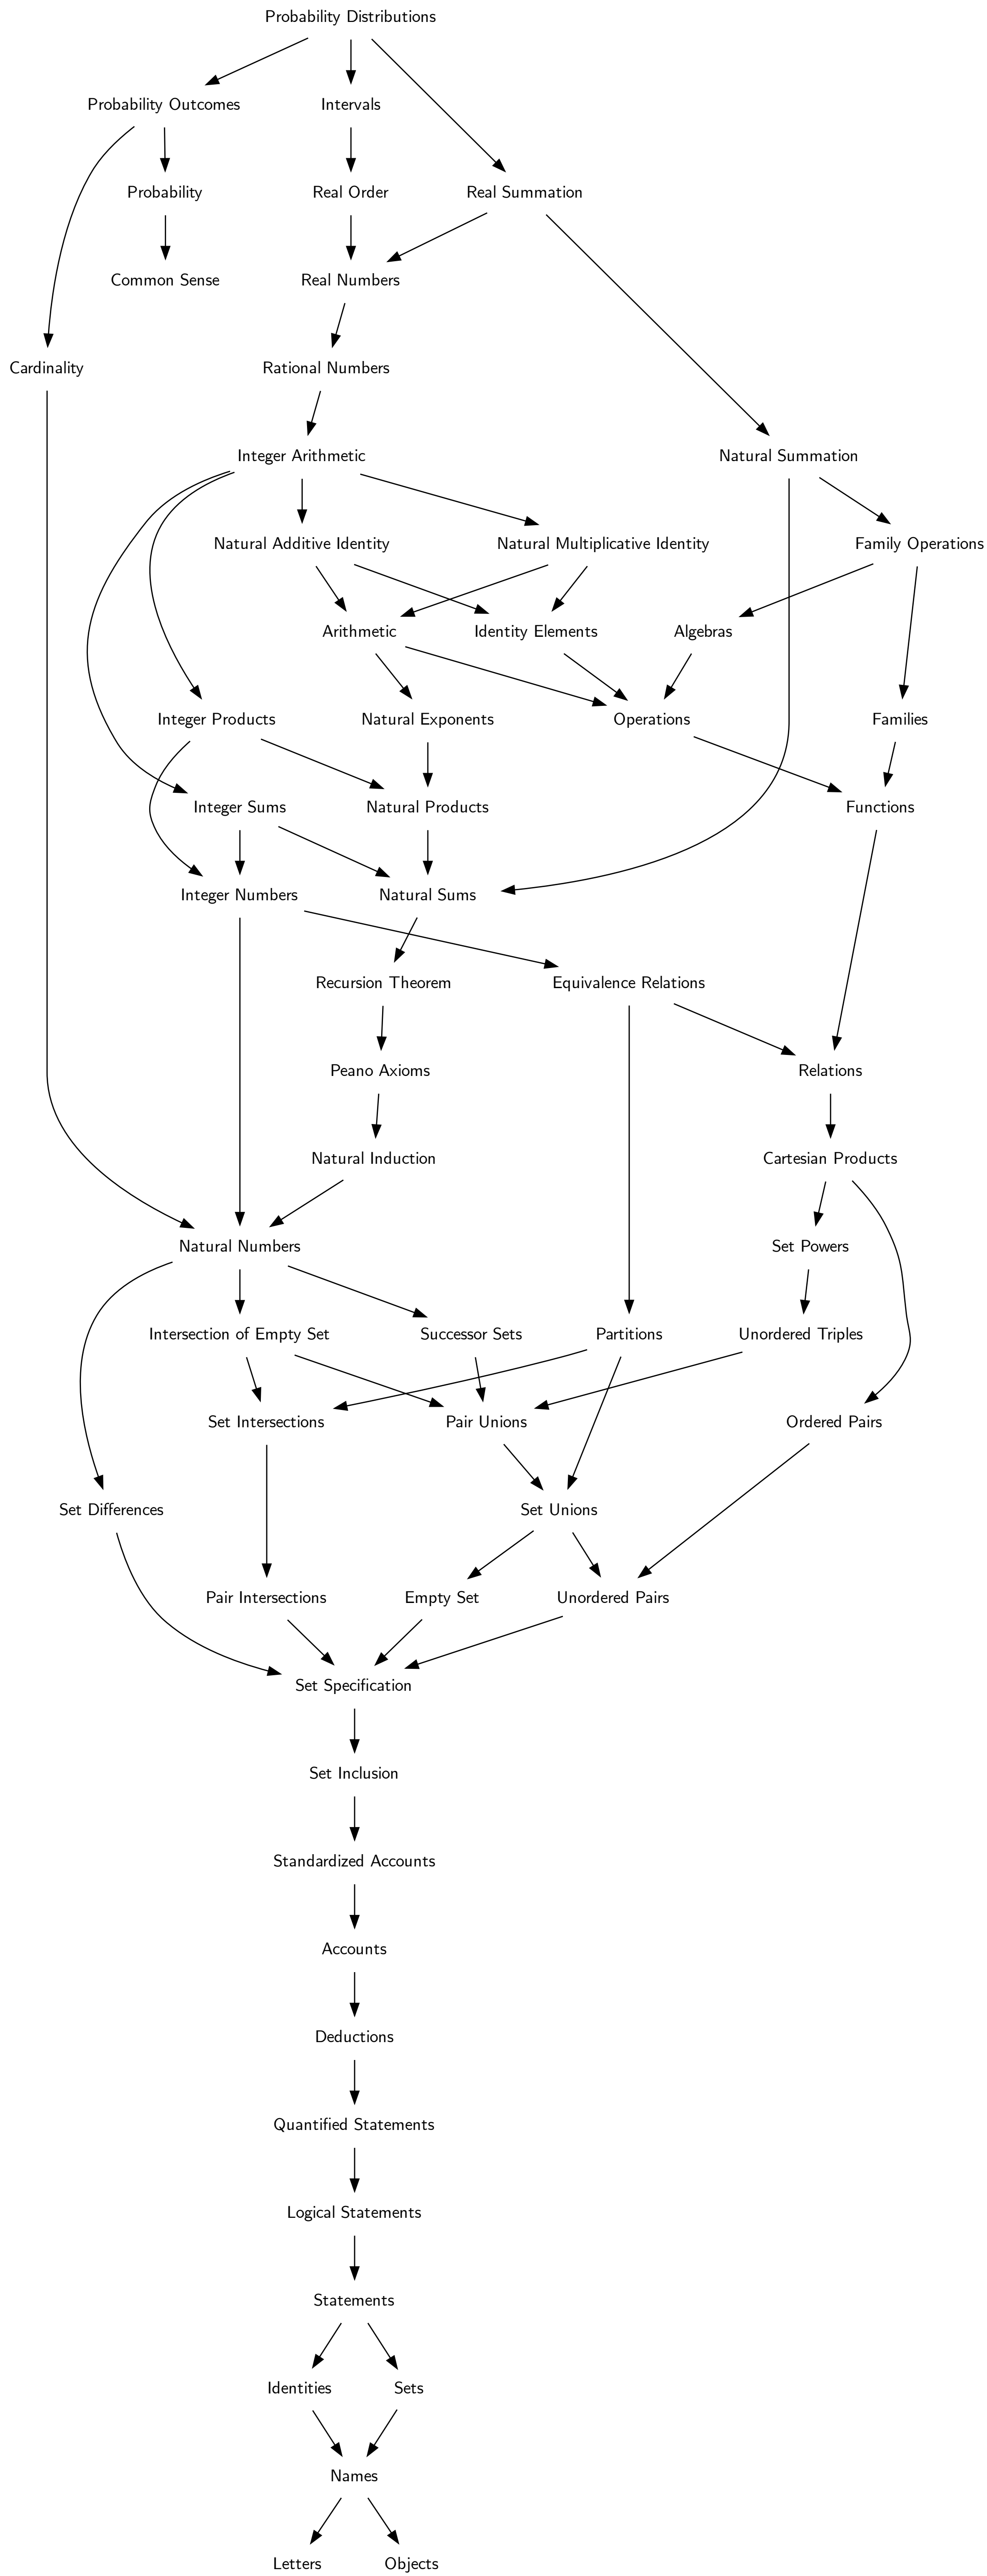 Probability Distributions
Probability Outcomes
Intervals
Probability
Real Order
Real Summation
Common Sense
Real Numbers
Cardinality
Rational Numbers
Integer Arithmetic
Natural Summation
Natural Additive Identity
Natural Multiplicative Identity
Family Operations
Arithmetic
Identity Elements
Algebras
Integer Products
Natural Exponents
Operations
Families
Integer Sums
Natural Products
Functions
Integer Numbers
Natural Sums
Recursion Theorem
Equivalence Relations
Peano Axioms
Relations
Natural Induction
Cartesian Products
Natural Numbers
Set Powers
Intersection of Empty Set
Successor Sets
Partitions
Unordered Triples
Set Intersections
Pair Unions
Ordered Pairs
Set Differences
Set Unions
Pair Intersections
Empty Set
Unordered Pairs
Set Specification
Set Inclusion
Standardized Accounts
Accounts
Deductions
Quantified Statements
Logical Statements
Statements
Identities
Sets
Names
Letters
Objects